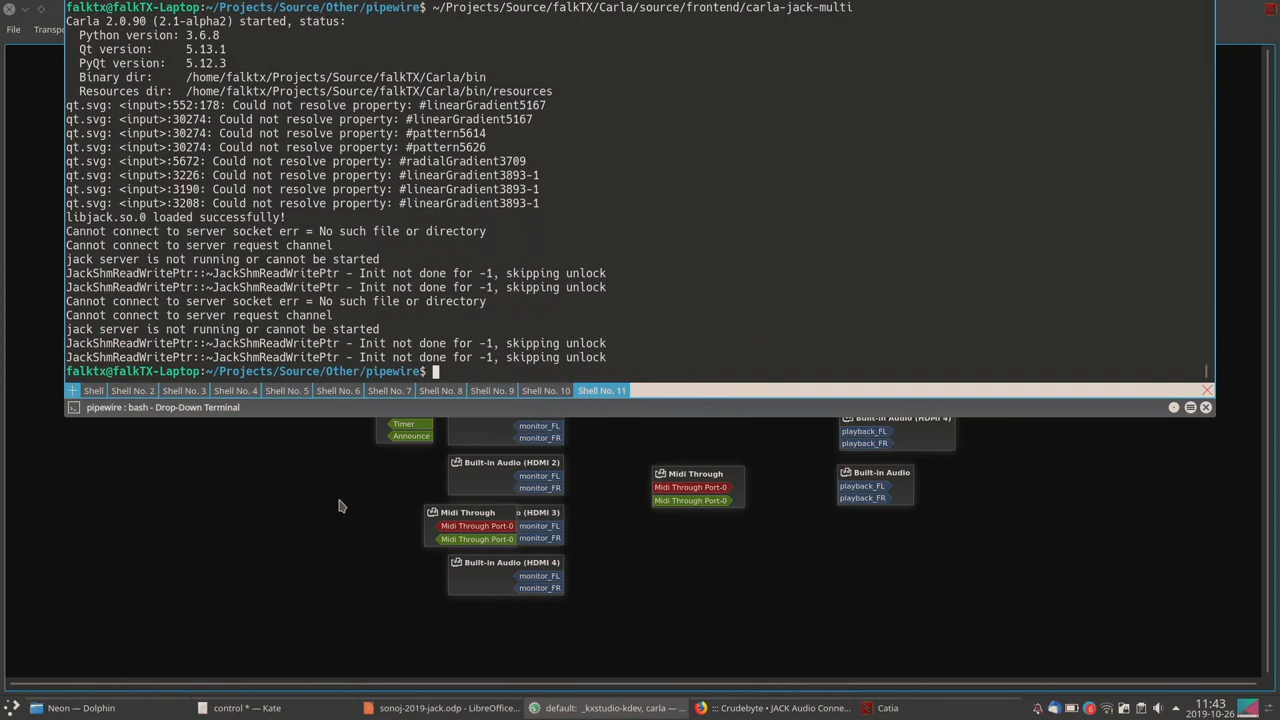 falktx@falkTX-Laptop:~/Projects/Source/Other/pipewire$ ~/Projects/Source/falkTX/Carla/source/frontend/carla-jack-multi
Carla 2.0.90 (2.1-alpha2) started, status:
Python version: 3.6.8
Qt version: 5.13.1
PyQt version: 5.12.3
Binary dir: /home/falktx/Projects/Source/falkTX/Carla/bin
Resources dir: /home/falktx/Projects/Source/falkTX/Carla/bin/resources
qt.svg: <input>:552:178: Could not resolve property: #linearGradient5167
qt.svg: <input>:30274: Could not resolve property: #linearGradient5167
qt.svg: <input>:30274: Could not resolve property: #pattern5614
qt.svg: <input>:30274: Could not resolve property: #pattern5626
qt.svg: <input>:5672: Could not resolve property: #radialGradient3709
qt.svg: <input>:3226: Could not resolve property: #linearGradient3893-1
qt.svg: <input>:3190: Could not resolve property: #linearGradient3893-1
qt.svg: <input>:3208: Could not resolve property: #linearGradient3893-1
libjack.so.0 loaded successfully!
Cannot connect to server socket err = No such file or directory
Cannot connect to server request channel
jack server is not running or cannot be started
JackShmReadWritePtr::~JackShmReadWritePtr - Init not done for -1, skipping unlock
JackShmReadWritePtr::~JackShmReadWritePtr - Init not done for -1, skipping unlock
Cannot connect to server socket err = No such file or directory
Cannot connect to server request channel
jack server is not running or cannot be started
JackShmReadWritePtr::~JackShmReadWritePtr - Init not done for -1, skipping unlock
JackShmReadWritePtr::~JackShmReadWritePtr - Init not done for -1, skipping unlock
falktx@falkTX-Laptop:~/Projects/Source/Other/pipewire$
Shell Shell No. 2 Shell No. 3 Shell No. 4 Shell No. 5 Shell No. 6 Shell No. 7 Shell No. 8 Shell No. 9 Shell No. 10 Shell No. 11
pipewire : bash - Drop-Down Terminal
File Transpo
Timer
Announce
monitor_FL
monitor_FR
Built-in Audio (HDMI 2)
monitor_FL
monitor_FR
Midi Through
Midi Through Port-0
Midi Through Port-0
o (HDMI 3)
monitor_FL
monitor_FR
Built-in Audio (HDMI 4)
monitor_FL
monitor_FR
Midi Through
Midi Through Port-0
Midi Through Port-0
Built-in Audio (HDMI 4)
playback_FL
playback_FR
Built-in Audio
playback_FL
playback_FR
Neon — Dolphin
control * — Kate
sonoj-2019-jack.odp - LibreOffice...
default: _kxstudio-kdev, carla — ...
::: Crudebyte ::: JACK Audio Connec...
Catia
6
11:43
2019-10-26